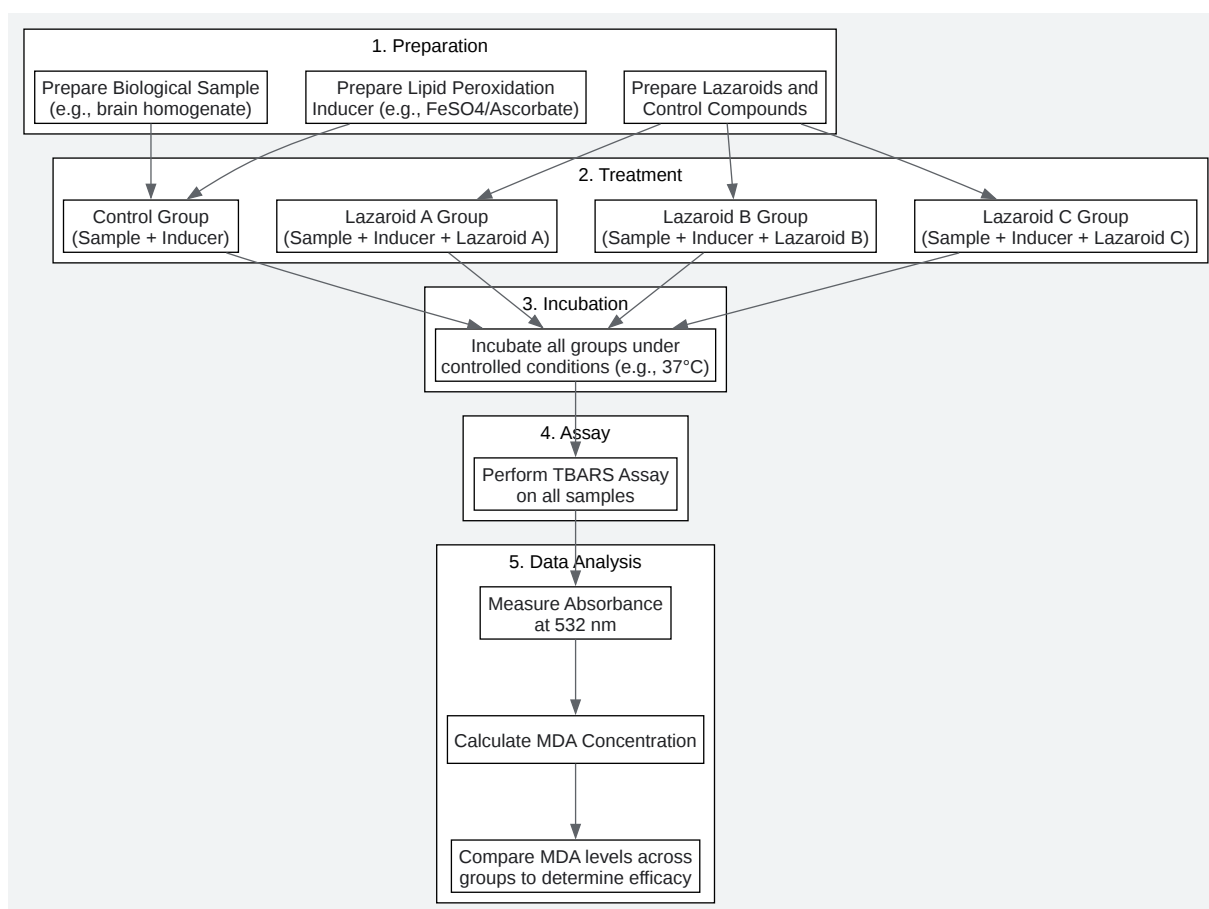 1. Preparation
Prepare Biological Sample
(e.g., brain homogenate)
Prepare Lipid Peroxidation
Inducer (e.g., FeSO4/Ascorbate)
Prepare Lazaroids and
Control Compounds
2. Treatment
Control Group
(Sample + Inducer)
Lazaroid A Group
(Sample + Inducer + Lazaroid A)
Lazaroid B Group
(Sample + Inducer + Lazaroid B)
Lazaroid C Group
(Sample + Inducer + Lazaroid C)
3. Incubation
Incubate all groups under
controlled conditions (e.g., 37°C)
4. Assay
Perform TBARS Assay
on all samples
5. Data Analysis
Measure Absorbance
at 532 nm
Calculate MDA Concentration
Compare MDA levels across
groups to determine efficacy